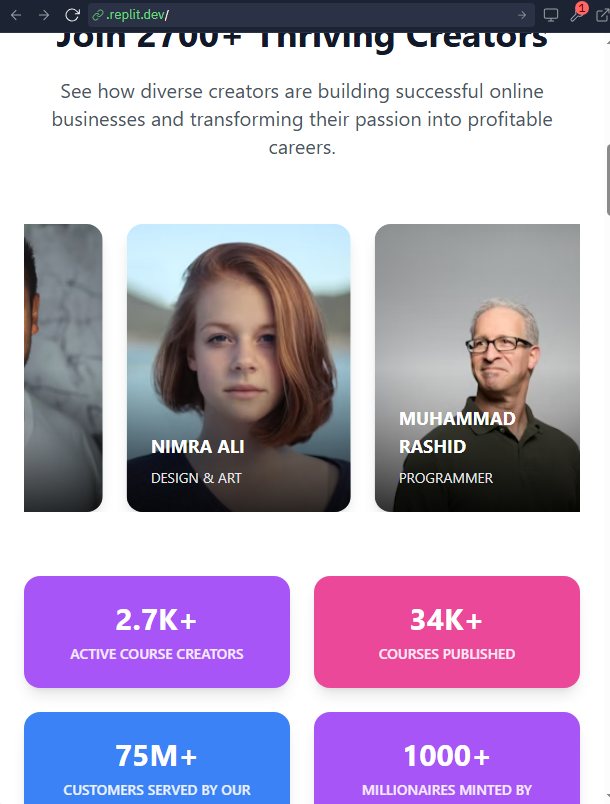 .replit.dev/
1
Join 2700+ Thriving Creators
See how diverse creators are building successful online
businesses and transforming their passion into profitable
careers.
NIMRA ALI
DESIGN & ART
MUHAMMAD
RASHID
PROGRAMMER
2.7K+
ACTIVE COURSE CREATORS
34K+
COURSES PUBLISHED
75M+
CUSTOMERS SERVED BY OUR
1000+
MILLIONAIRES MINTED BY